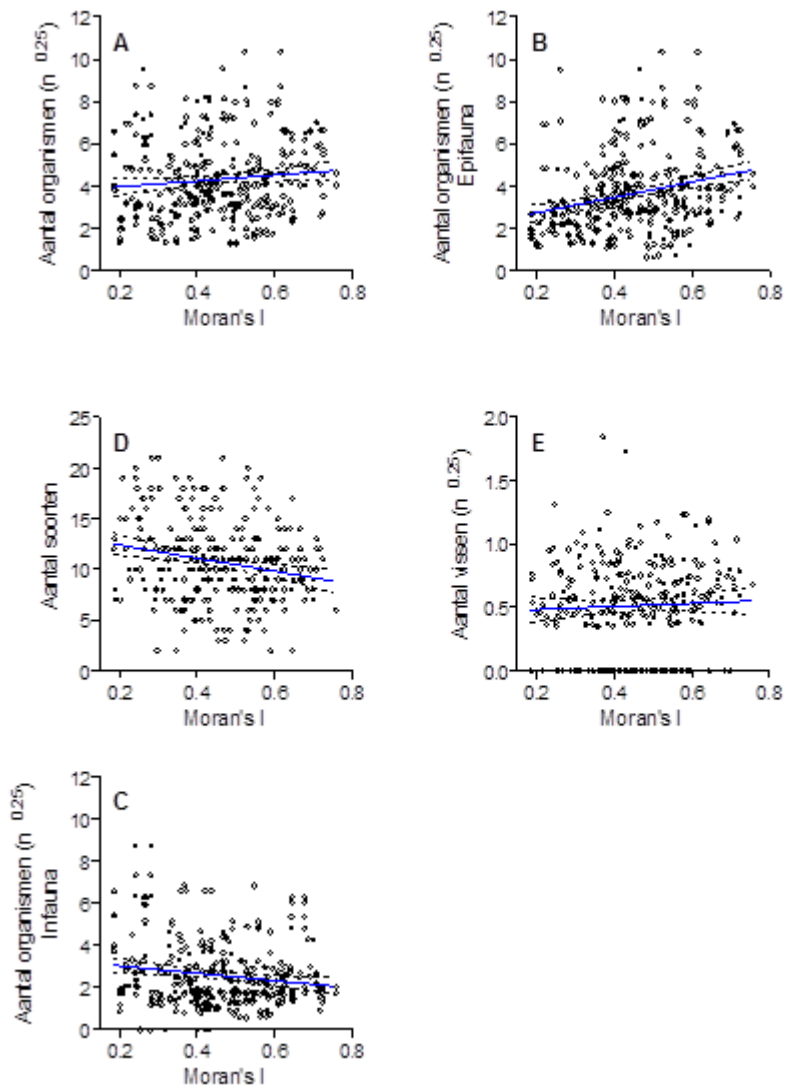 A
Aantal organismen (n 0.25)
12
10
8
6
4
2
0
0.2 0.4 0.6 0.8
Moran's I
B
Aantal organismen (n 0.25)
Epifauna
12
10
8
6
4
2
0
0.2 0.4 0.6 0.8
Moran's I
D
Aantal soorten
25
20
15
10
5
0
0.2 0.4 0.6 0.8
Moran's I
E
Aantal vissen (n 0.25)
2.0
1.5
1.0
0.5
0.0
0.2 0.4 0.6 0.8
Moran's I
C
Aantal organismen (n 0.25)
Infauna
12
10
8
6
4
2
0
0.2 0.4 0.6 0.8
Moran's I